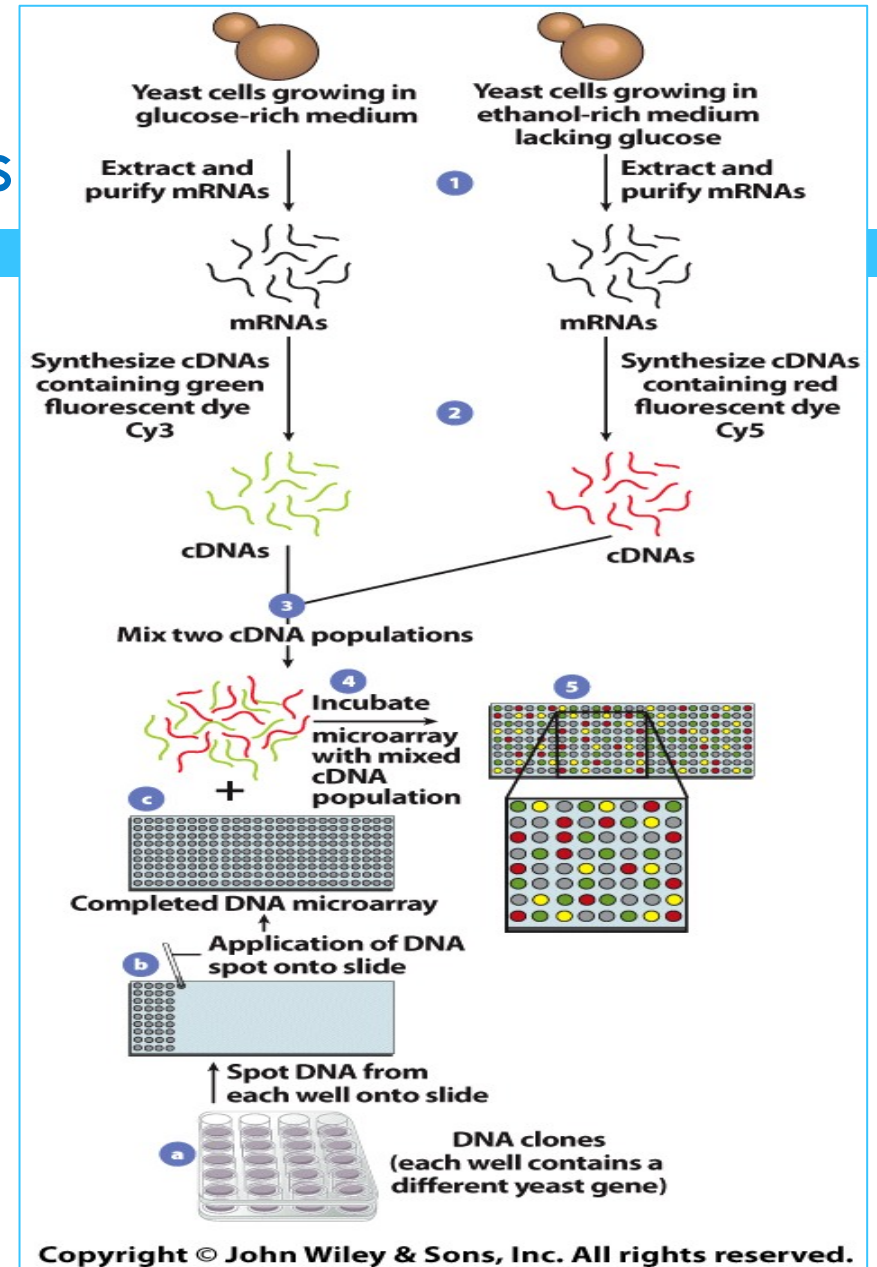 s
Yeast cells growing in
glucose-rich medium
Yeast cells growing in
ethanol-rich medium
lacking glucose
Extract and
purify mRNAs
1
Extract and
purify mRNAs
mRNAs
mRNAs
Synthesize cDNAs
containing green
fluorescent dye
Cy3
2
Synthesize cDNAs
containing red
fluorescent dye
Cy5
cDNAs
cDNAs
3
Mix two cDNA populations
4
Incubate
microarray
with mixed
cDNA
population
5
+
c
Completed DNA microarray
b
Application of DNA
spot onto slide
Spot DNA from
each well onto slide
a
DNA clones
(each well contains a
different yeast gene)
Copyright © John Wiley & Sons, Inc. All rights reserved.